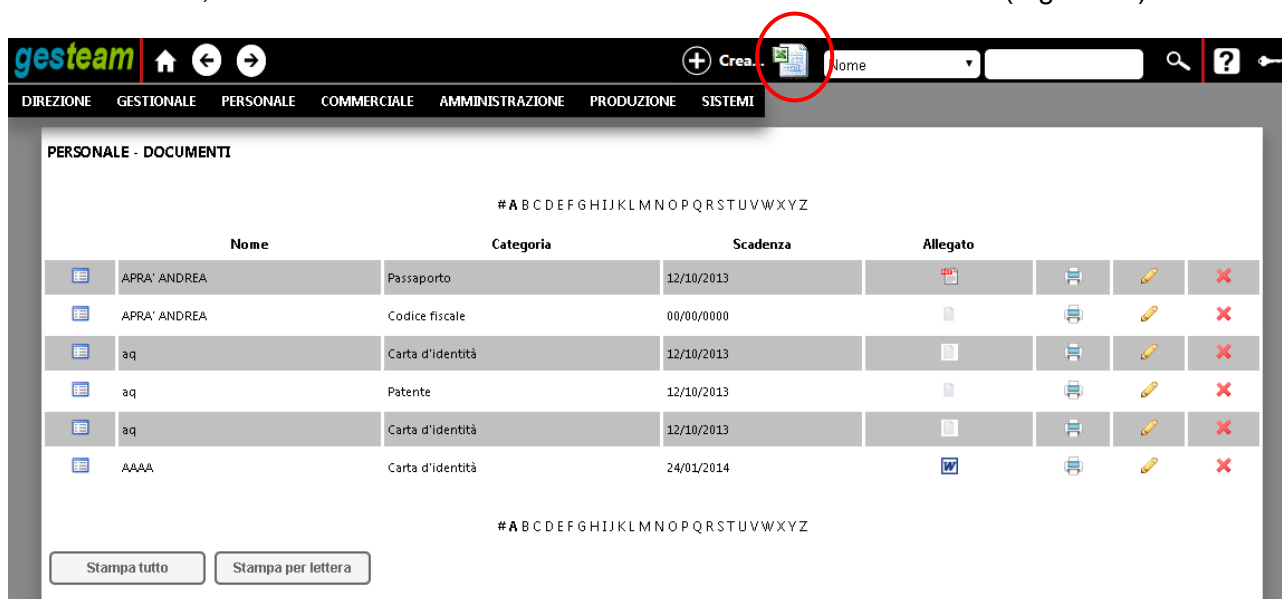 gesteam Crea... Nome ?
DIREZIONE GESTIONALE PERSONALE COMMERCIALE AMMINISTRAZIONE PRODUZIONE SISTEMI
PERSONALE - DOCUMENTI
# A B C D E F G H I J K L M N O P Q R S T U V W X Y Z
Nome Categoria Scadenza Allegato
APRA' ANDREA Passaporto 12/10/2013
APRA' ANDREA Codice fiscale 00/00/0000
aq Carta d'identità 12/10/2013
aq Patente 12/10/2013
aq Carta d'identità 12/10/2013
AAAA Carta d'identità 24/01/2014
# A B C D E F G H I J K L M N O P Q R S T U V W X Y Z
Stampa tutto Stampa per lettera